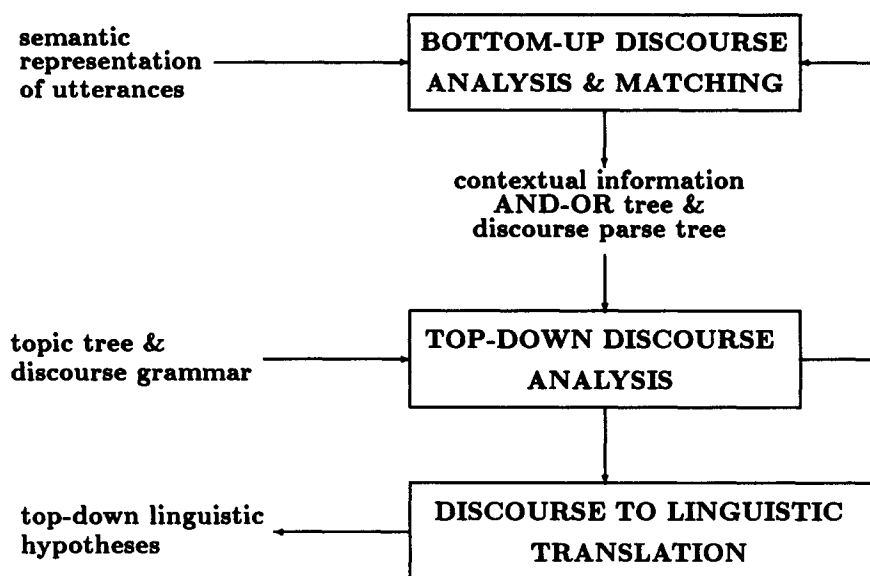 semantic
representation
of utterances
BOTTOM-UP DISCOURSE
ANALYSIS & MATCHING
contextual information
AND-OR tree &
discourse parse tree
topic tree &
discourse grammar
TOP-DOWN DISCOURSE
ANALYSIS
top-down linguistic
hypotheses
DISCOURSE TO LINGUISTIC
TRANSLATION